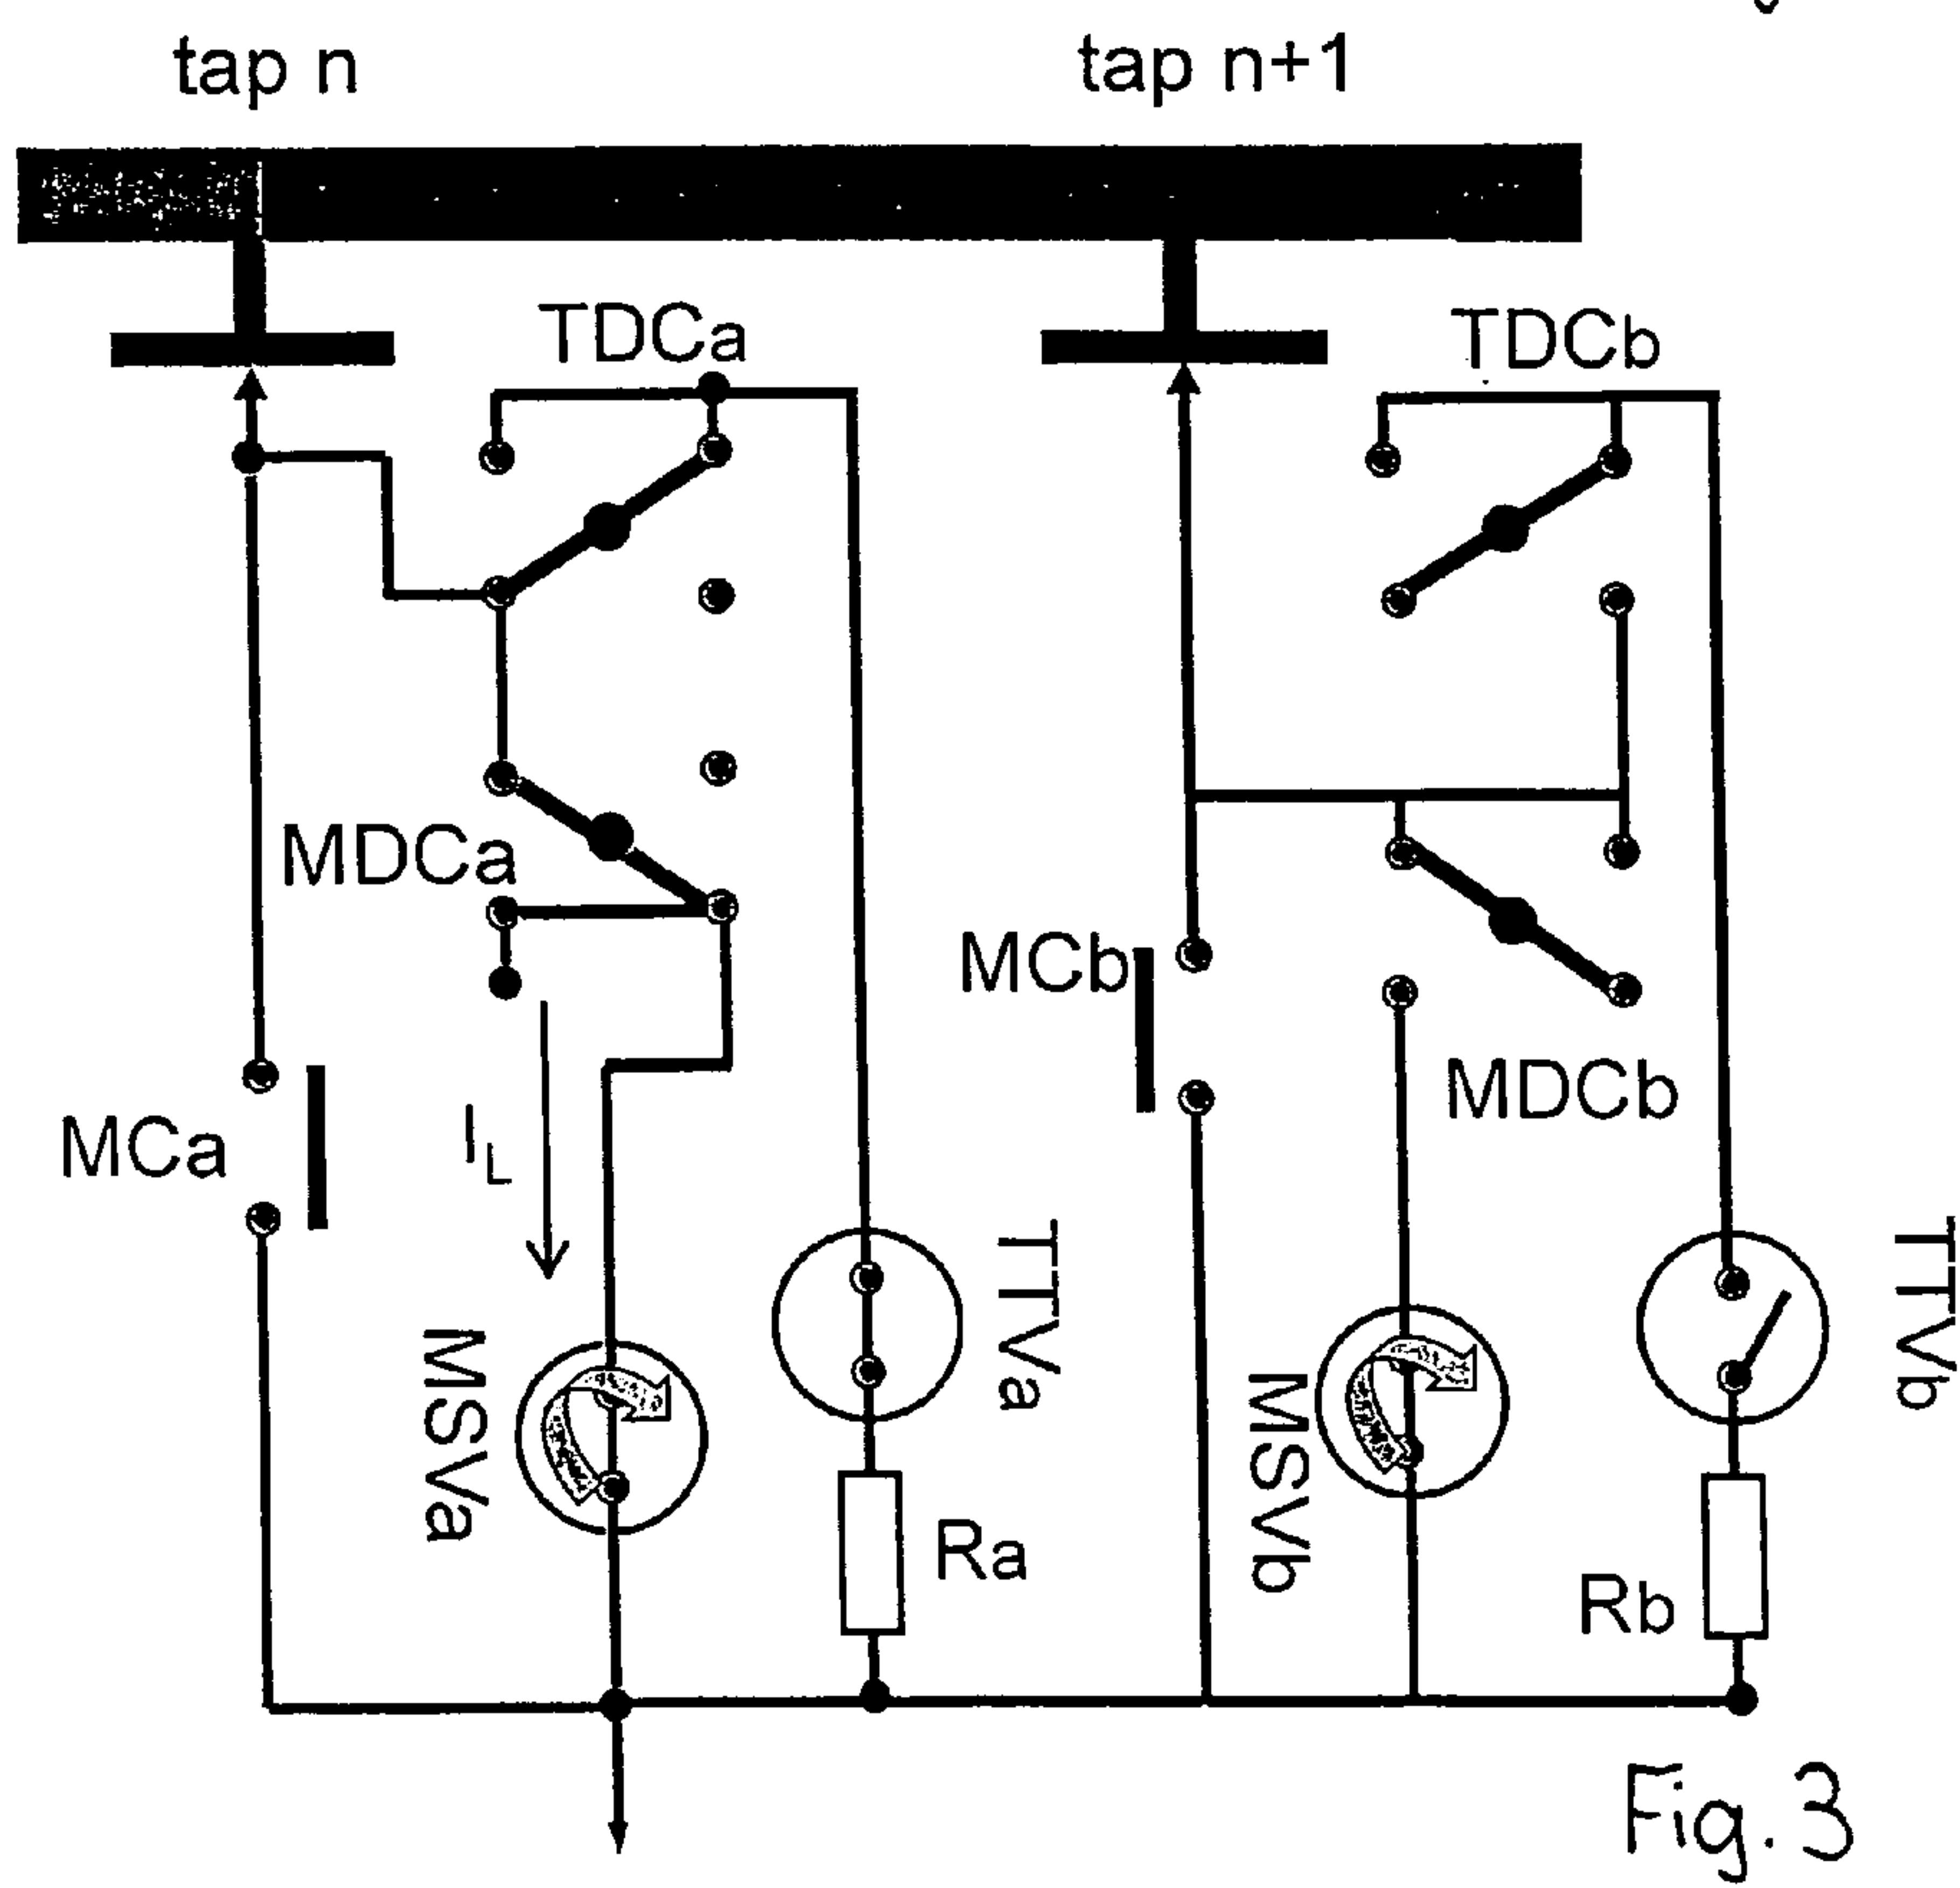 tap n
tap n+1
TDCa
TDCb
MDCa
MCb
MDCb
MCa
IL
TTVa
TTVb
MSVa
MSVb
Ra
Rb
Fig. 3